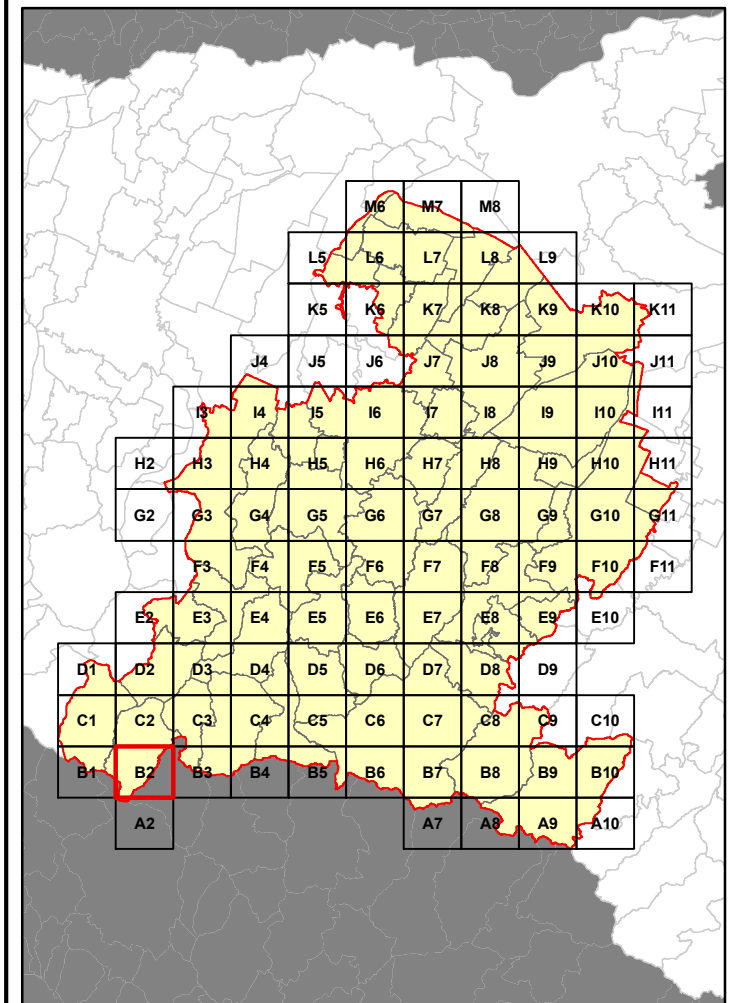 M6 M7 M8
L5 L6 L7 L8 L9
K5 K6 K7 K8 K9 K10 K11
J4 J5 J6 J7 J8 J9 J10 J11
I3 I4 I5 I6 I7 I8 I9 I10 I11
H2 H3 H4 H5 H6 H7 H8 H9 H10 H11
G2 G3 G4 G5 G6 G7 G8 G9 G10 G11
F3 F4 F5 F6 F7 F8 F9 F10 F11
E2 E3 E4 E5 E6 E7 E8 E9 E10
D1 D2 D3 D4 D5 D6 D7 D8 D9
C1 C2 C3 C4 C5 C6 C7 C8 C9 C10
B1 B2 B3 B4 B5 B6 B7 B8 B9 B10
A2 A7 A8 A9 A10